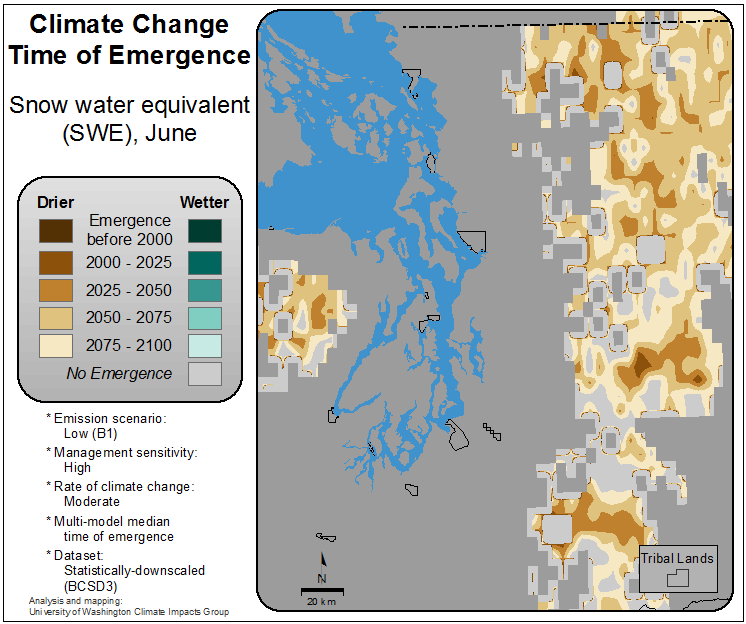 Climate Change
Time of Emergence
Snow water equivalent
(SWE), June
Drier
Wetter
Emergence
before 2000
2000 - 2025
2025 - 2050
2050 - 2075
2075 - 2100
No Emergence
* Emission scenario:
Low (B1)
* Management sensitivity:
High
* Rate of climate change:
Moderate
* Multi-model median
time of emergence
* Dataset:
Statistically-downscaled
(BCSD3)
Analysis and mapping:
University of Washington Climate Impacts Group
N
20 km
Tribal Lands